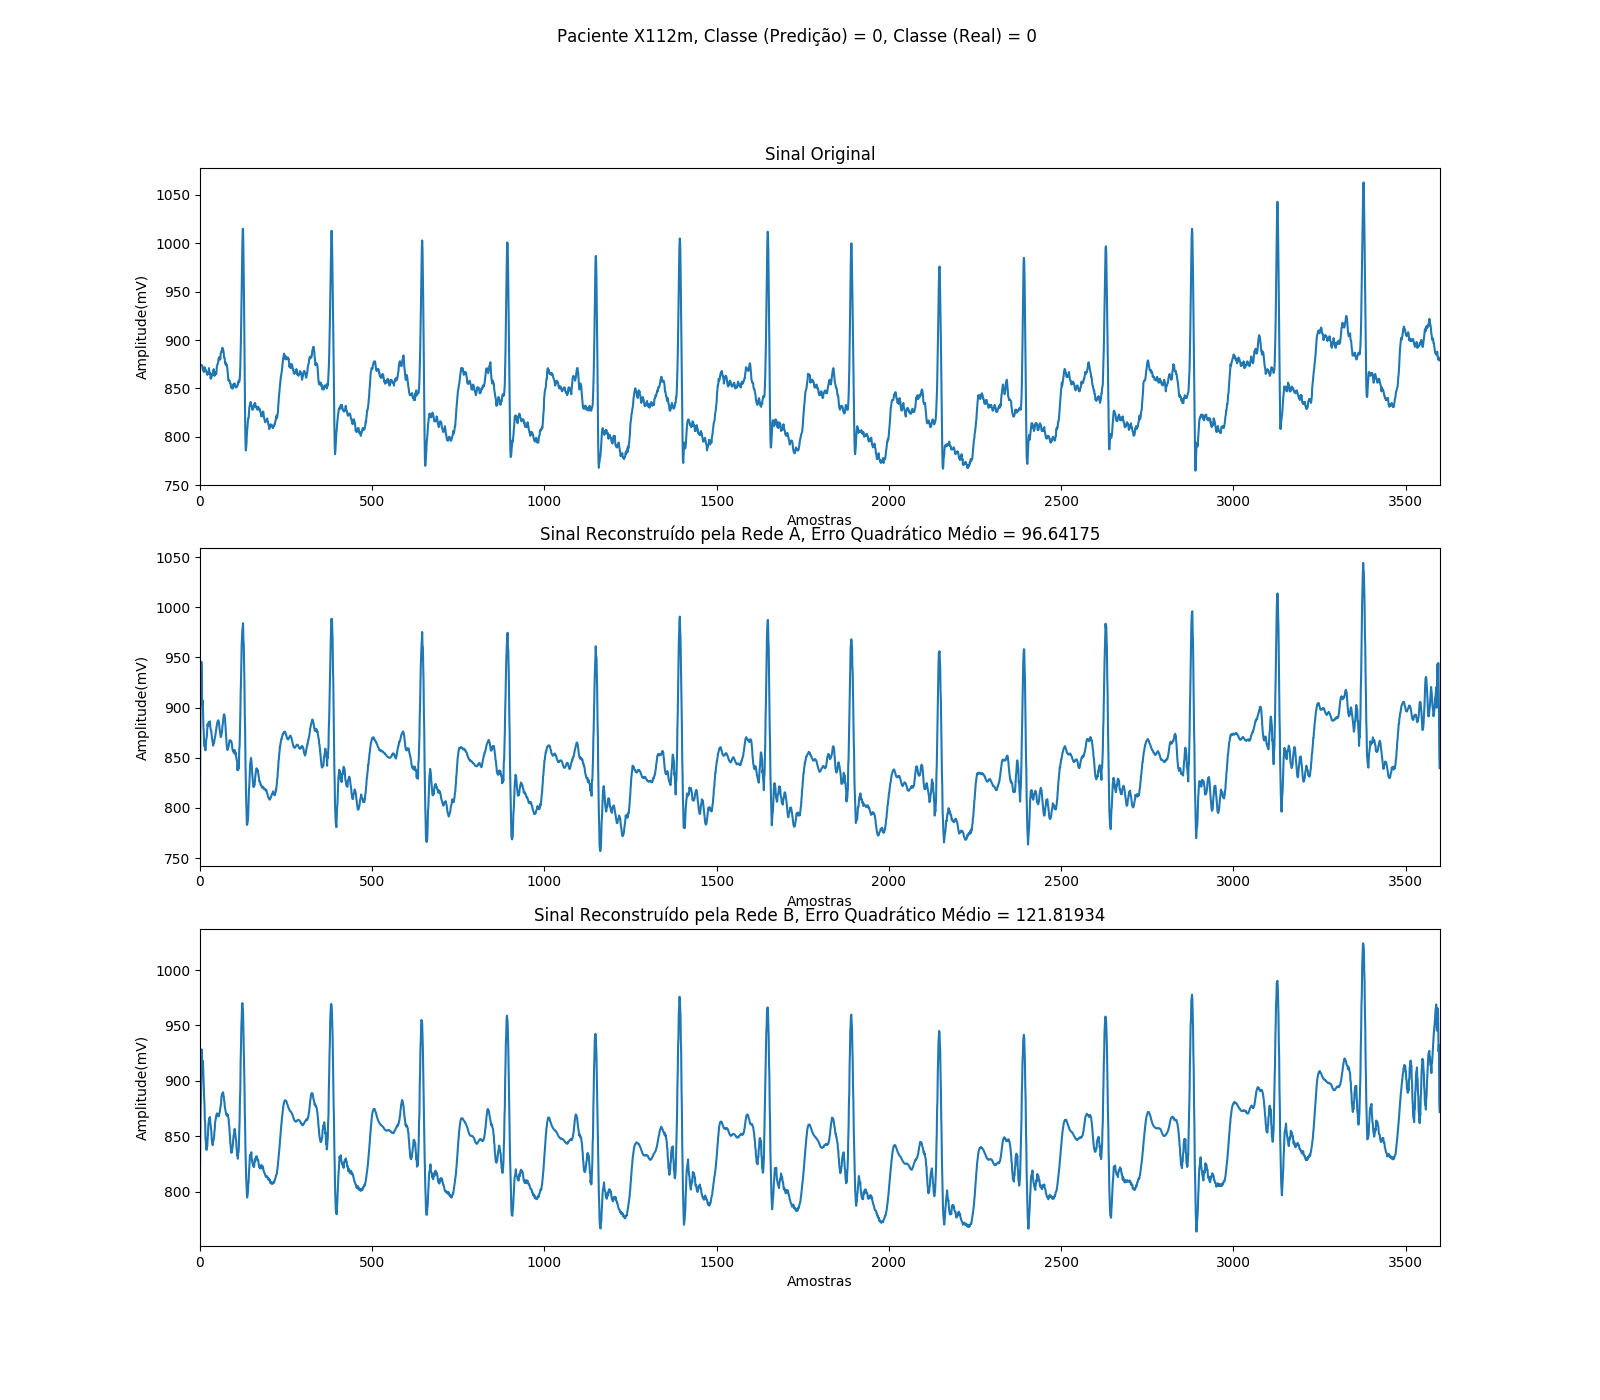 Paciente X112m, Classe (Predição) = 0, Classe (Real) = 0
Sinal Original
Amplitude(mV)
1050
1000
950
900
850
800
750
0 500 1000 1500 2000 2500 3000 3500
Amostras
Sinal Reconstruído pela Rede A, Erro Quadrático Médio = 96.64175
Amplitude(mV)
1050
1000
950
900
850
800
750
0 500 1000 1500 2000 2500 3000 3500
Amostras
Sinal Reconstruído pela Rede B, Erro Quadrático Médio = 121.81934
Amplitude(mV)
1000
950
900
850
800
0 500 1000 1500 2000 2500 3000 3500
Amostras